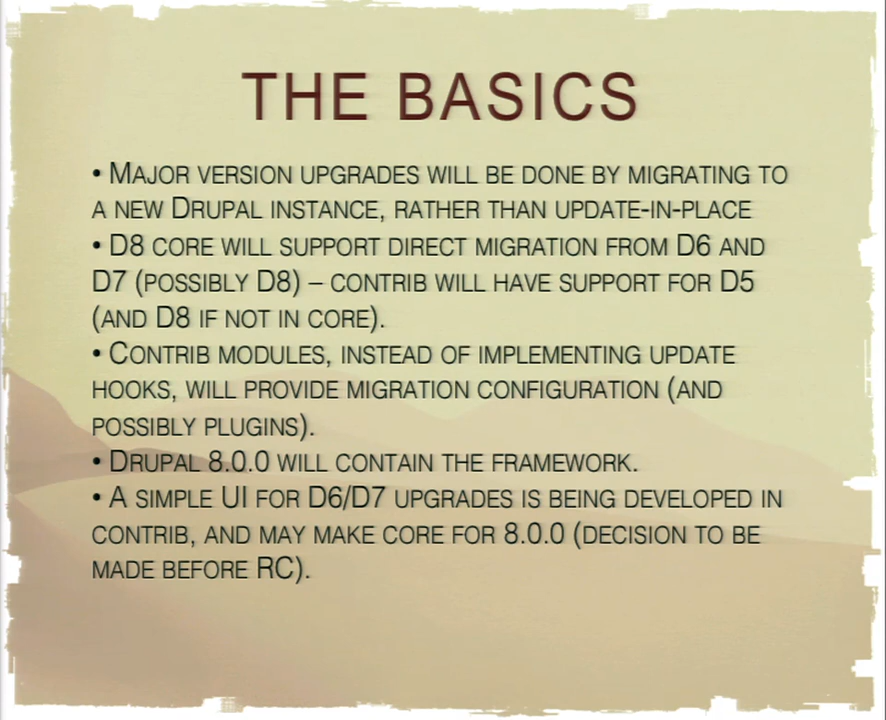 THE BASICS
• MAJOR VERSION UPGRADES WILL BE DONE BY MIGRATING TO
A NEW DRUPAL INSTANCE, RATHER THAN UPDATE-IN-PLACE
• D8 CORE WILL SUPPORT DIRECT MIGRATION FROM D6 AND
D7 (POSSIBLY D8) – CONTRIB WILL HAVE SUPPORT FOR D5
(AND D8 IF NOT IN CORE).
• CONTRIB MODULES, INSTEAD OF IMPLEMENTING UPDATE
HOOKS, WILL PROVIDE MIGRATION CONFIGURATION (AND
POSSIBLY PLUGINS).
• DRUPAL 8.0.0 WILL CONTAIN THE FRAMEWORK.
• A SIMPLE UI FOR D6/D7 UPGRADES IS BEING DEVELOPED IN
CONTRIB, AND MAY MAKE CORE FOR 8.0.0 (DECISION TO BE
MADE BEFORE RC).